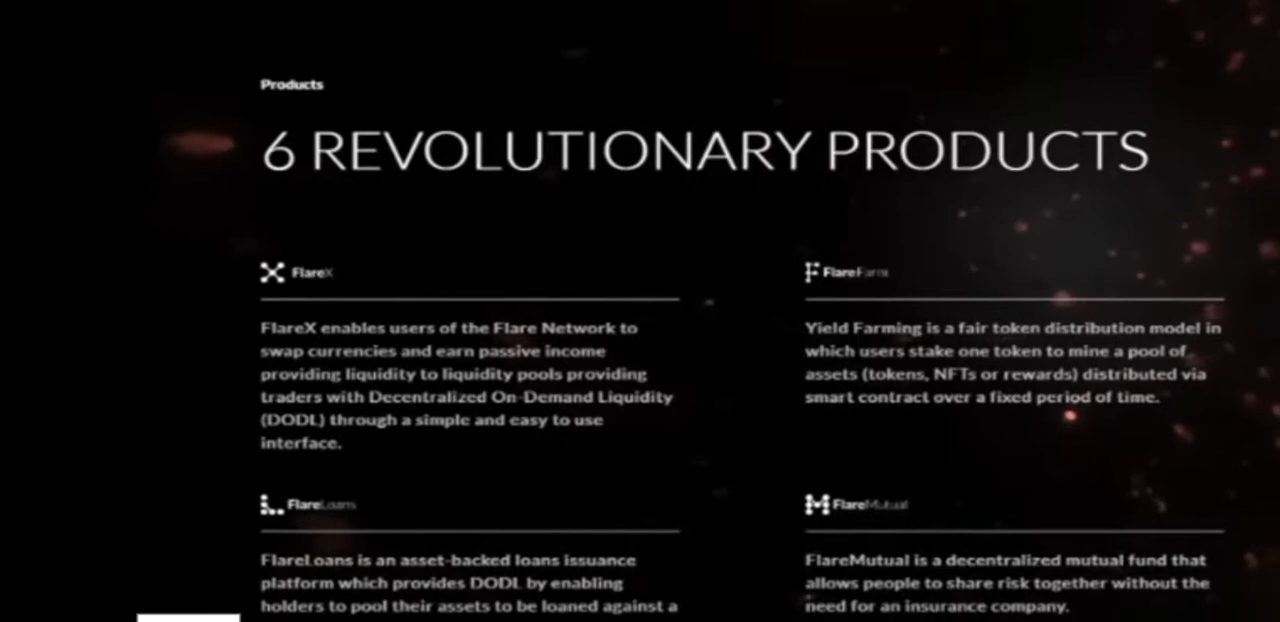 Products
6 REVOLUTIONARY PRODUCTS
FlareX
FlareX enables users of the Flare Network to
swap currencies and earn passive income
providing liquidity to liquidity pools providing
traders with Decentralized On-Demand Liquidity
(DODL) through a simple and easy to use
interface.
FlareFarm
Yield Farming is a fair token distribution model in
which users stake one token to mine a pool of
assets (tokens, NFTs or rewards) distributed via
smart contract over a fixed period of time.
FlareLoans
FlareLoans is an asset-backed loans issuance
platform which provides DODL by enabling
holders to pool their assets to be loaned against a
FlareMutual
FlareMutual is a decentralized mutual fund that
allows people to share risk together without the
need for an insurance company.